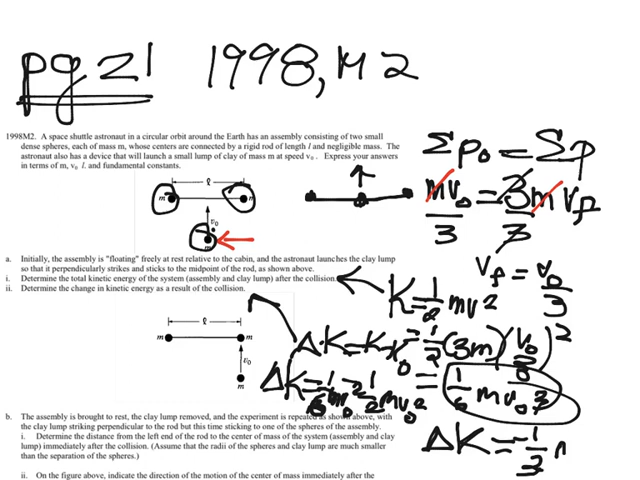 pg 21 1998, M2
1998M2. A space shuttle astronaut in a circular orbit around the Earth has an assembly consisting of two small
dense spheres, each of mass m, whose centers are connected by a rigid rod of length l and negligible mass. The
astronaut also has a device that will launch a small lump of clay of mass m at speed v₀. Express your answers
in terms of m, v₀ l. and fundamental constants.
Σp₀ = Σp
mv₀ = 3m vf
3 3
vf = v₀
3
ℓ
m m
v₀
m
a. Initially, the assembly is "floating" freely at rest relative to the cabin, and the astronaut launches the clay lump
so that it perpendicularly strikes and sticks to the midpoint of the rod, as shown above.
i. Determine the total kinetic energy of the system (assembly and clay lump) after the collision.
ii. Determine the change in kinetic energy as a result of the collision.
K = 1/2 mv²
ℓ
m m
v₀
m
= 1/2 (3m)
ΔK = - 1/3
b. The assembly is brought to rest, the clay lump removed, and the experiment is repeated as shown above, with
the clay lump striking perpendicular to the rod but this time sticking to one of the spheres of the assembly.
i. Determine the distance from the left end of the rod to the center of mass of the system (assembly and clay
lump) immediately after the collision. (Assume that the radii of the spheres and clay lump are much smaller
than the separation of the spheres.)
ii. On the figure above, indicate the direction of the motion of the center of mass immediately after the